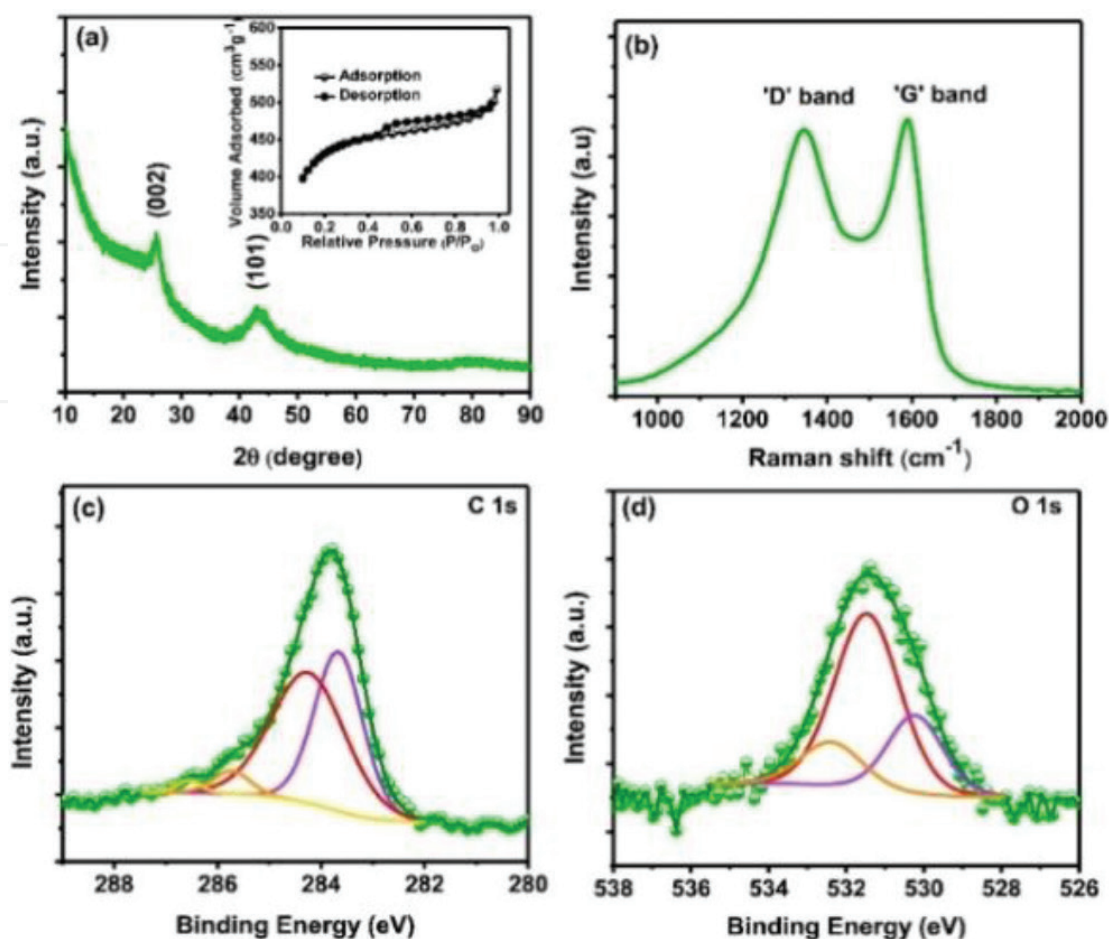 (a)
600
550
500
450
400
350
Volume Adsorbed (cm³g⁻¹
Adsorption
Desorption
0.0 0.2 0.4 0.6 0.8 1.0
Relative Pressure (P/P₀)
(002)
(101)
Intensity (a.u.)
10 20 30 40 50 60 70 80 90
2θ (degree)
(b)
'D' band
'G' band
Intensity (a.u)
1000 1200 1400 1600 1800 2000
Raman shift (cm⁻¹)
(c)
C 1s
Intensity (a.u.)
288 286 284 282 280
Binding Energy (eV)
(d)
O 1s
Intensity (a.u.)
538 536 534 532 530 528 526
Binding Energy (eV)